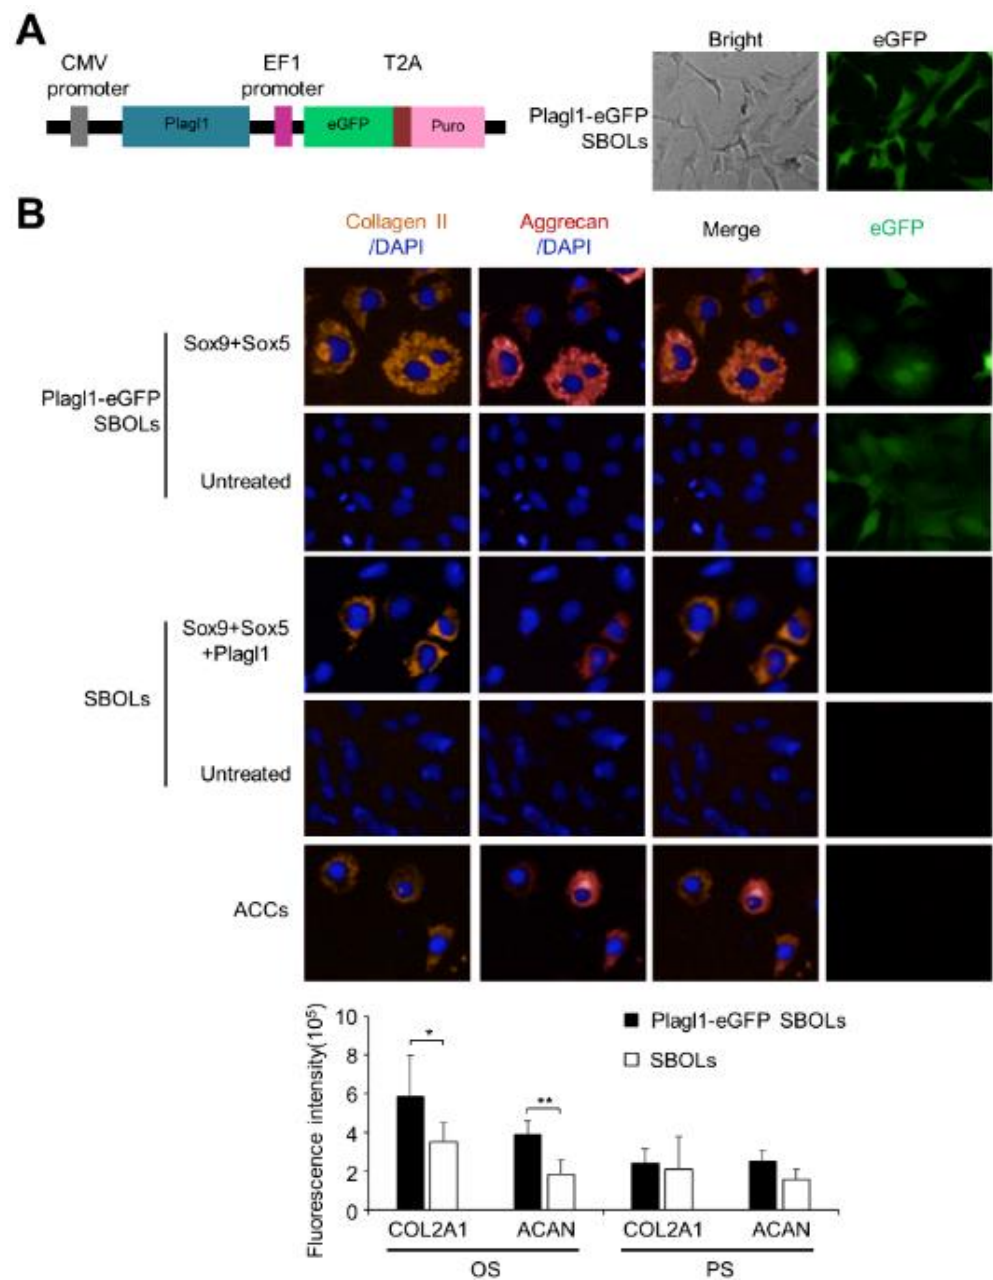 A
CMV
promoter
EF1
promoter
T2A
Plagl1
eGFP
Puro
Bright
eGFP
Plagl1-eGFP
SBOLs
B
Collagen II
/DAPI
Aggrecan
/DAPI
Merge
eGFP
Plagl1-eGFP
SBOLs
Sox9+Sox5
Untreated
SBOLs
Sox9+Sox5
+Plagl1
Untreated
ACCs
Fluorescence intensity(10⁵)
10
8
6
4
2
0
*
**
Plagl1-eGFP SBOLs
SBOLs
COL2A1
ACAN
COL2A1
ACAN
OS
PS